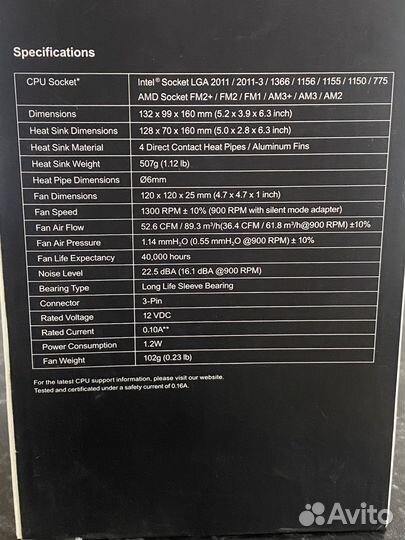 Specifications
CPU Socket* Intel® Socket LGA 2011 / 2011-3 / 1366 / 1156 / 1155 / 1150 / 775
AMD Socket FM2+ / FM2 / FM1 / AM3+ / AM3 / AM2
Dimensions 132 x 99 x 160 mm (5.2 x 3.9 x 6.3 inch)
Heat Sink Dimensions 128 x 70 x 160 mm (5.0 x 2.8 x 6.3 inch)
Heat Sink Material 4 Direct Contact Heat Pipes / Aluminum Fins
Heat Sink Weight 507g (1.12 lb)
Heat Pipe Dimensions Ø6mm
Fan Dimensions 120 x 120 x 25 mm (4.7 x 4.7 x 1 inch)
Fan Speed 1300 RPM ± 10% (900 RPM with silent mode adapter)
Fan Air Flow 52.6 CFM / 89.3 m³/h(36.4 CFM / 61.8 m³/h@900 RPM) ±10%
Fan Air Pressure 1.14 mmH₂O (0.55 mmH₂O @900 RPM) ± 10%
Fan Life Expectancy 40,000 hours
Noise Level 22.5 dBA (16.1 dBA @900 RPM)
Bearing Type Long Life Sleeve Bearing
Connector 3-Pin
Rated Voltage 12 VDC
Rated Current 0.10A**
Power Consumption 1.2W
Fan Weight 102g (0.23 lb)
For the latest CPU support information, please visit our website.
Tested and certificated under a safety current of 0.16A.
Avito